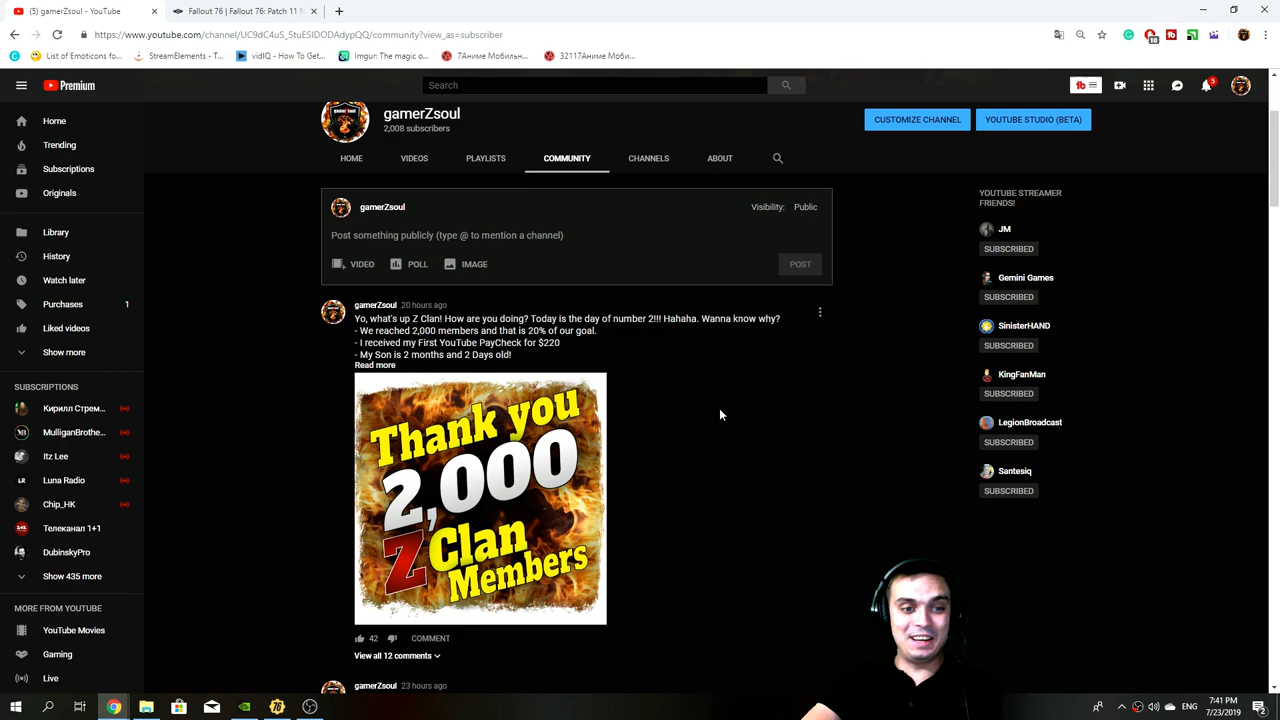 (5) gamerZsoul - YouTube
Fallout 76 | Fallout 76: Patch 11 N
https://www.youtube.com/channel/UC9dC4uS_5tuESIDODAdypQQ/community?view_as=subscriber
List of Emoticons fo...
StreamElements - T...
vidIQ - How To Get...
Imgur: The magic o...
7Аниме Мобильн...
32117Аниме Моби...
Premium
Search
5
gamerZsoul
2,008 subscribers
CUSTOMIZE CHANNEL
YOUTUBE STUDIO (BETA)
HOME
VIDEOS
PLAYLISTS
COMMUNITY
CHANNELS
ABOUT
Home
Trending
Subscriptions
Originals
Library
History
Watch later
Purchases 1
Liked videos
Show more
SUBSCRIPTIONS
Кирилл Стрем...
MulliganBrothe...
Itz Lee
Luna Radio
Chip_HK
Телеканал 1+1
DubinskyPro
Show 435 more
MORE FROM YOUTUBE
YouTube Movies
Gaming
Live
gamerZsoul
Visibility: Public
Post something publicly (type @ to mention a channel)
VIDEO
POLL
IMAGE
POST
gamerZsoul 20 hours ago
Yo, what's up Z Clan! How are you doing? Today is the day of number 2!!! Hahaha. Wanna know why?
- We reached 2,000 members and that is 20% of our goal.
- I received my First YouTube PayCheck for $220
- My Son is 2 months and 2 Days old!
Read more
Thank you
2,000
Z Clan
Members
42
COMMENT
View all 12 comments
gamerZsoul 23 hours ago
YOUTUBE STREAMER
FRIENDS!
JM
SUBSCRIBED
Gemini Games
SUBSCRIBED
SinisterHAND
SUBSCRIBED
KingFanMan
SUBSCRIBED
LegionBroadcast
SUBSCRIBED
Santesiq
SUBSCRIBED
ENG
7:41 PM
7/23/2019
2